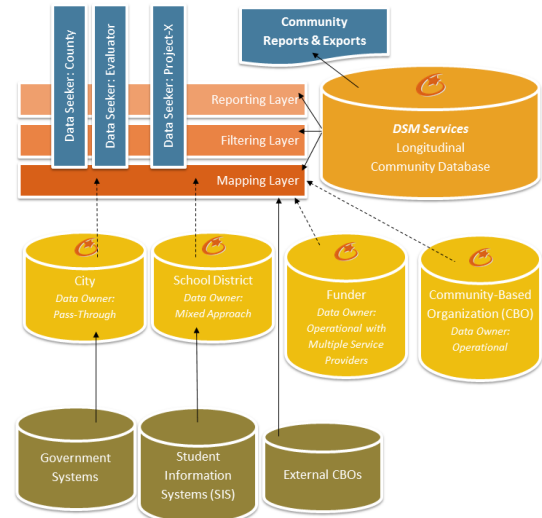 Data Seeker: County
Data Seeker: Evaluator
Data Seeker: Project-X
Community
Reports & Exports
Reporting Layer
Filtering Layer
Mapping Layer
DSM Services
Longitudinal
Community Database
City
Data Owner:
Pass-Through
School District
Data Owner:
Mixed Approach
Funder
Data Owner:
Operational with
Multiple Service
Providers
Community-Based
Organization (CBO)
Data Owner:
Operational
Government
Systems
Student
Information
Systems (SIS)
External CBOs